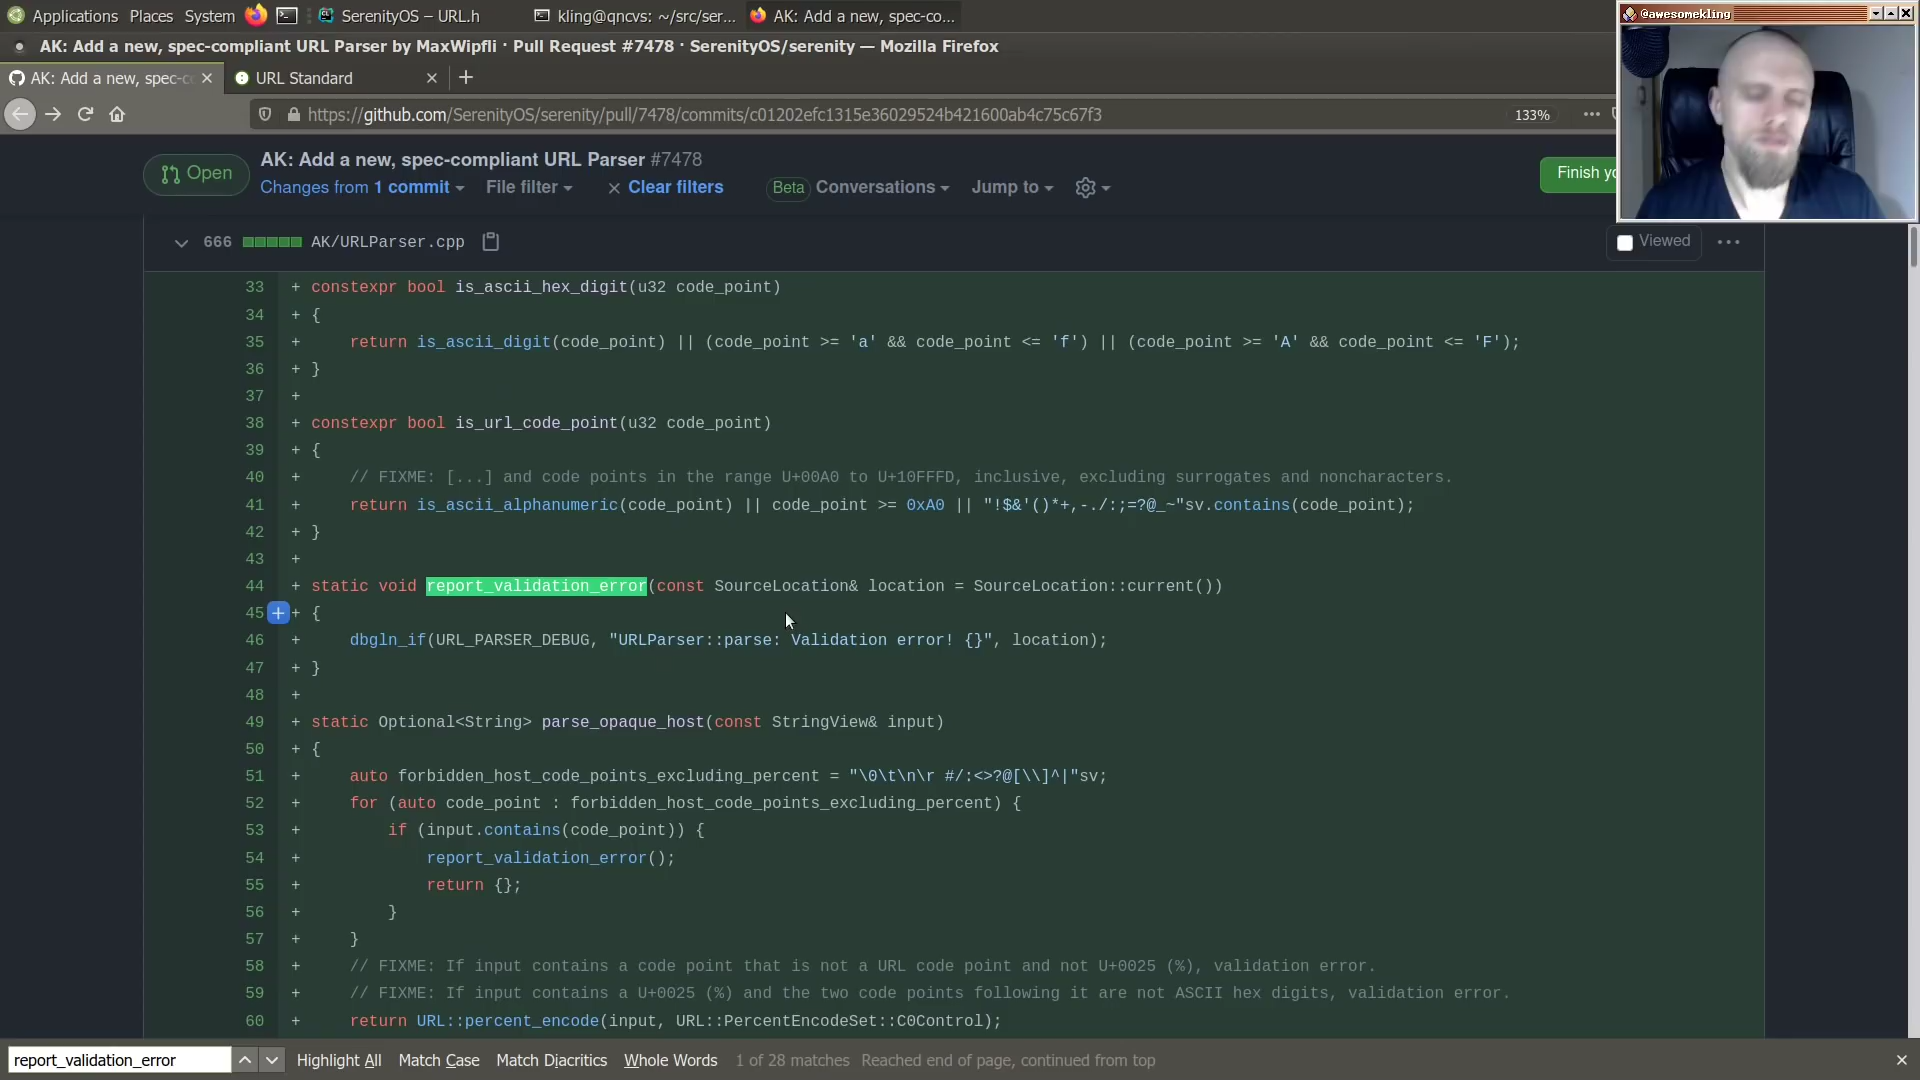 Applications Places System SerenityOS – URL.h kling@qncvs: ~/src/ser... AK: Add a new, spec-co...
@awesomekling
AK: Add a new, spec-compliant URL Parser by MaxWipfli · Pull Request #7478 · SerenityOS/serenity — Mozilla Firefox
AK: Add a new, spec-c URL Standard
https://github.com/SerenityOS/serenity/pull/7478/commits/c01202efc1315e36029524b421600ab4c75c67f3 133%
Open
AK: Add a new, spec-compliant URL Parser #7478
Changes from 1 commit File filter Clear filters Beta Conversations Jump to
Finish yo
666 AK/URLParser.cpp Viewed
33 + constexpr bool is_ascii_hex_digit(u32 code_point)
34 + {
35 + return is_ascii_digit(code_point) || (code_point >= 'a' && code_point <= 'f') || (code_point >= 'A' && code_point <= 'F');
36 + }
37 +
38 + constexpr bool is_url_code_point(u32 code_point)
39 + {
40 + // FIXME: [...] and code points in the range U+00A0 to U+10FFFD, inclusive, excluding surrogates and noncharacters.
41 + return is_ascii_alphanumeric(code_point) || code_point >= 0xA0 || "!$&'()*+,-./:;=?@_~"sv.contains(code_point);
42 + }
43 +
44 + static void report_validation_error(const SourceLocation& location = SourceLocation::current())
45 + {
46 + dbgln_if(URL_PARSER_DEBUG, "URLParser::parse: Validation error! {}", location);
47 + }
48 +
49 + static Optional<String> parse_opaque_host(const StringView& input)
50 + {
51 + auto forbidden_host_code_points_excluding_percent = "\0\t\n\r #/:<>?@[\\]^|"sv;
52 + for (auto code_point : forbidden_host_code_points_excluding_percent) {
53 + if (input.contains(code_point)) {
54 + report_validation_error();
55 + return {};
56 + }
57 + }
58 + // FIXME: If input contains a code point that is not a URL code point and not U+0025 (%), validation error.
59 + // FIXME: If input contains a U+0025 (%) and the two code points following it are not ASCII hex digits, validation error.
60 + return URL::percent_encode(input, URL::PercentEncodeSet::C0Control);
report_validation_error Highlight All Match Case Match Diacritics Whole Words 1 of 28 matches Reached end of page, continued from top